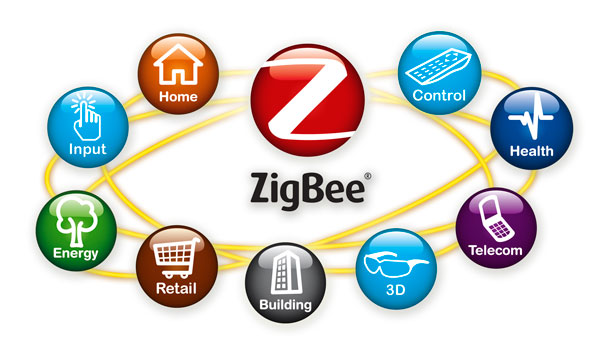 Home
Control
Input
Health
ZigBee®
Energy
Retail
Building
3D
Telecom